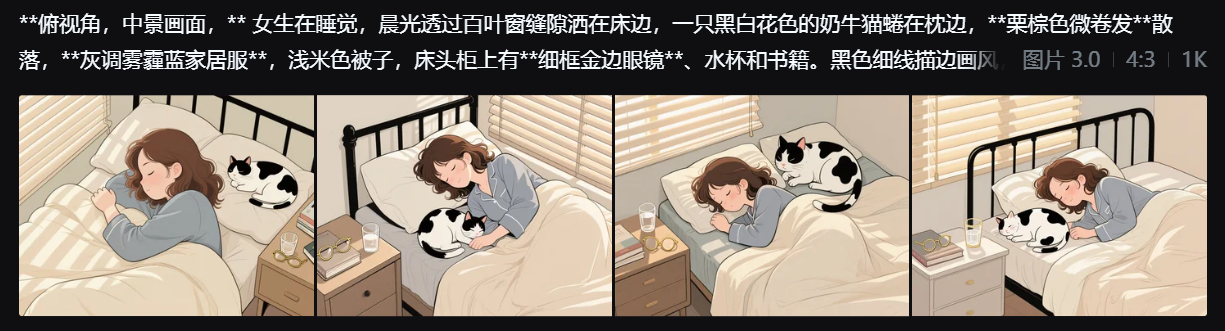 **俯视角，中景画面，** 女生在睡觉，晨光透过百叶窗缝隙洒在床边，一只黑白花色的奶牛猫蜷在枕边，**栗棕色微卷发**散
落，**灰调雾霾蓝家居服**，浅米色被子，床头柜上有**细框金边眼镜**、水杯和书籍。黑色细线描边画风， 图片 3.0 | 4:3 | 1K